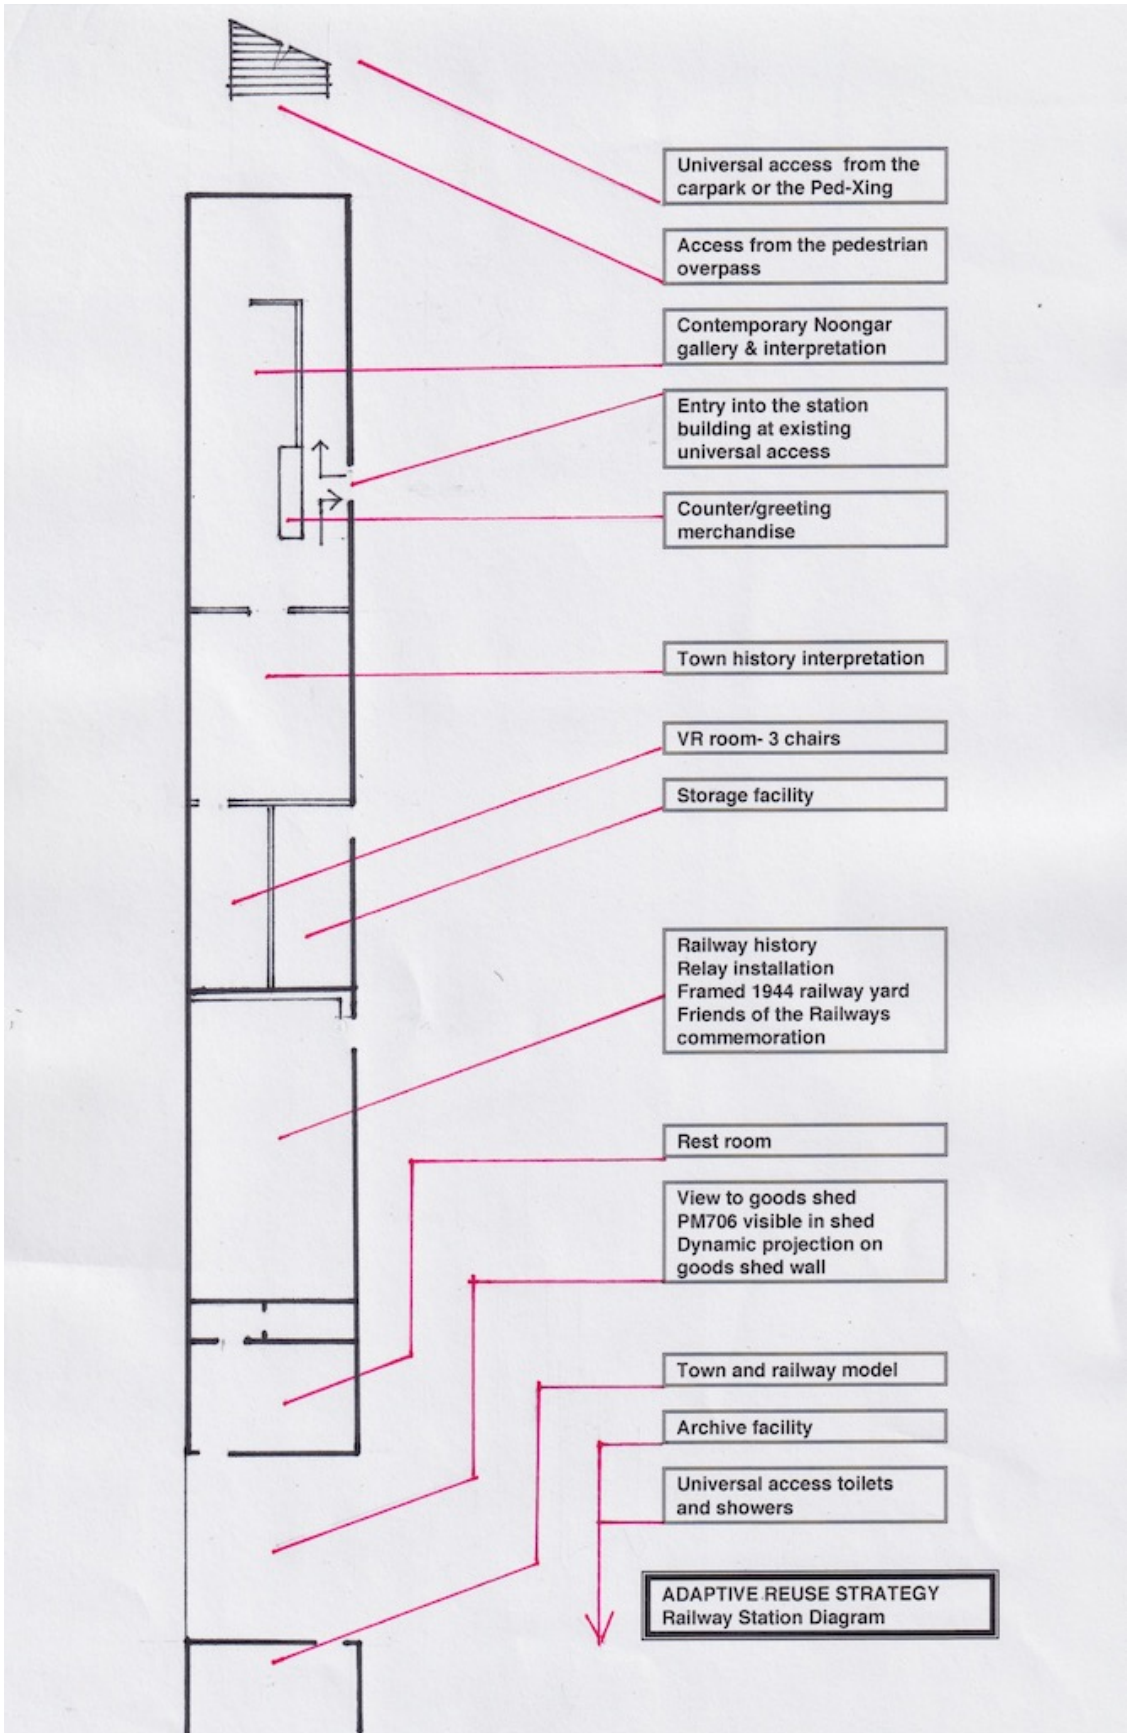 Universal access from the
carpark or the Ped-Xing
Access from the pedestrian
overpass
Contemporary Noongar
gallery & interpretation
Entry into the station
building at existing
universal access
Counter/greeting
merchandise
Town history interpretation
VR room- 3 chairs
Storage facility
Railway history
Relay installation
Framed 1944 railway yard
Friends of the Railways
commemoration
Rest room
View to goods shed
PM706 visible in shed
Dynamic projection on
goods shed wall
Town and railway model
Archive facility
Universal access toilets
and showers
ADAPTIVE REUSE STRATEGY
Railway Station Diagram